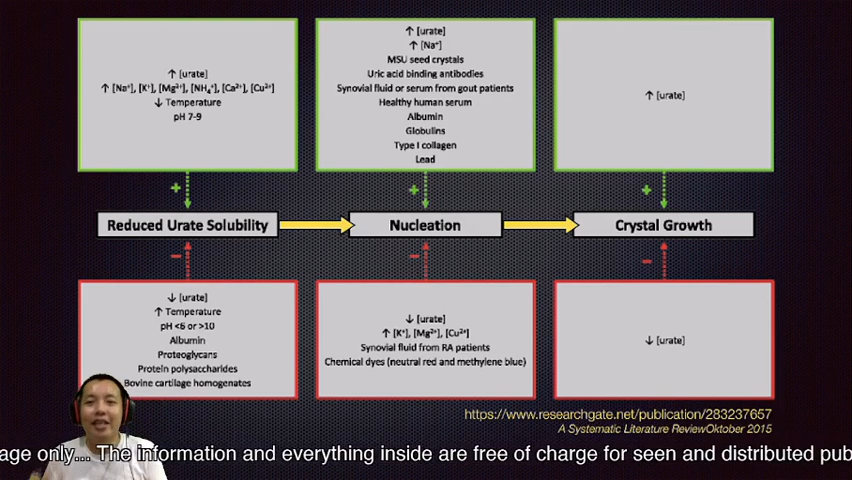 ↑ [urate]
↑ [Na⁺], [K⁺], [Mg²⁺], [NH₄⁺], [Ca²⁺], [Cu²⁺]
↓ Temperature
pH 7-9
↑ [urate]
↑ [Na⁺]
MSU seed crystals
Uric acid binding antibodies
Synovial fluid or serum from gout patients
Healthy human serum
Albumin
Globulins
Type I collagen
Lead
↑ [urate]
+
+
+
Reduced Urate Solubility
Nucleation
Crystal Growth
−
−
−
↓ [urate]
↑ Temperature
pH <6 or >10
Albumin
Proteoglycans
Protein polysaccharides
Bovine cartilage homogenates
↓ [urate]
↑ [K⁺], [Mg²⁺], [Cu²⁺]
Synovial fluid from RA patients
Chemical dyes (neutral red and methylene blue)
↓ [urate]
https://www.researchgate.net/publication/283237657
A Systematic Literature ReviewOktober 2015
age only... The information and everything inside are free of charge for seen and distributed pub